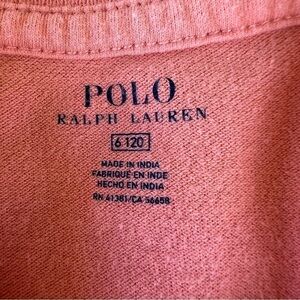 POLO
RALPH LAUREN
6 120
MADE IN INDIA
FABRIQUÉ EN INDE
HECHO EN INDIA
RN 41381/CA 56658